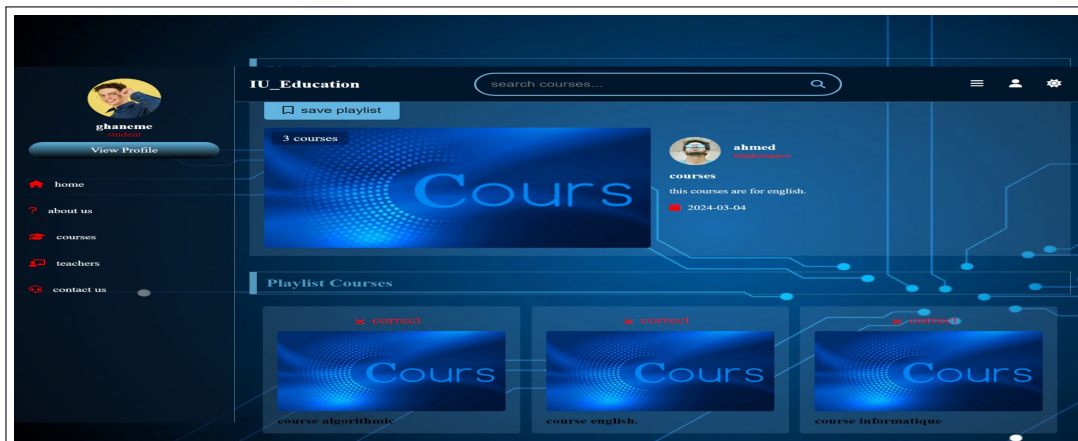 IU_Education
search courses...
ghaneme
student
View Profile
home
? about us
courses
teachers
contact us
save playlist
3 courses
Cours
ahmed
Mathematics
courses
this courses are for english.
2024-03-04
Playlist Courses
× correct
× correct
× correct
Cours
Cours
Cours
course algorithmic
course english.
course informatique